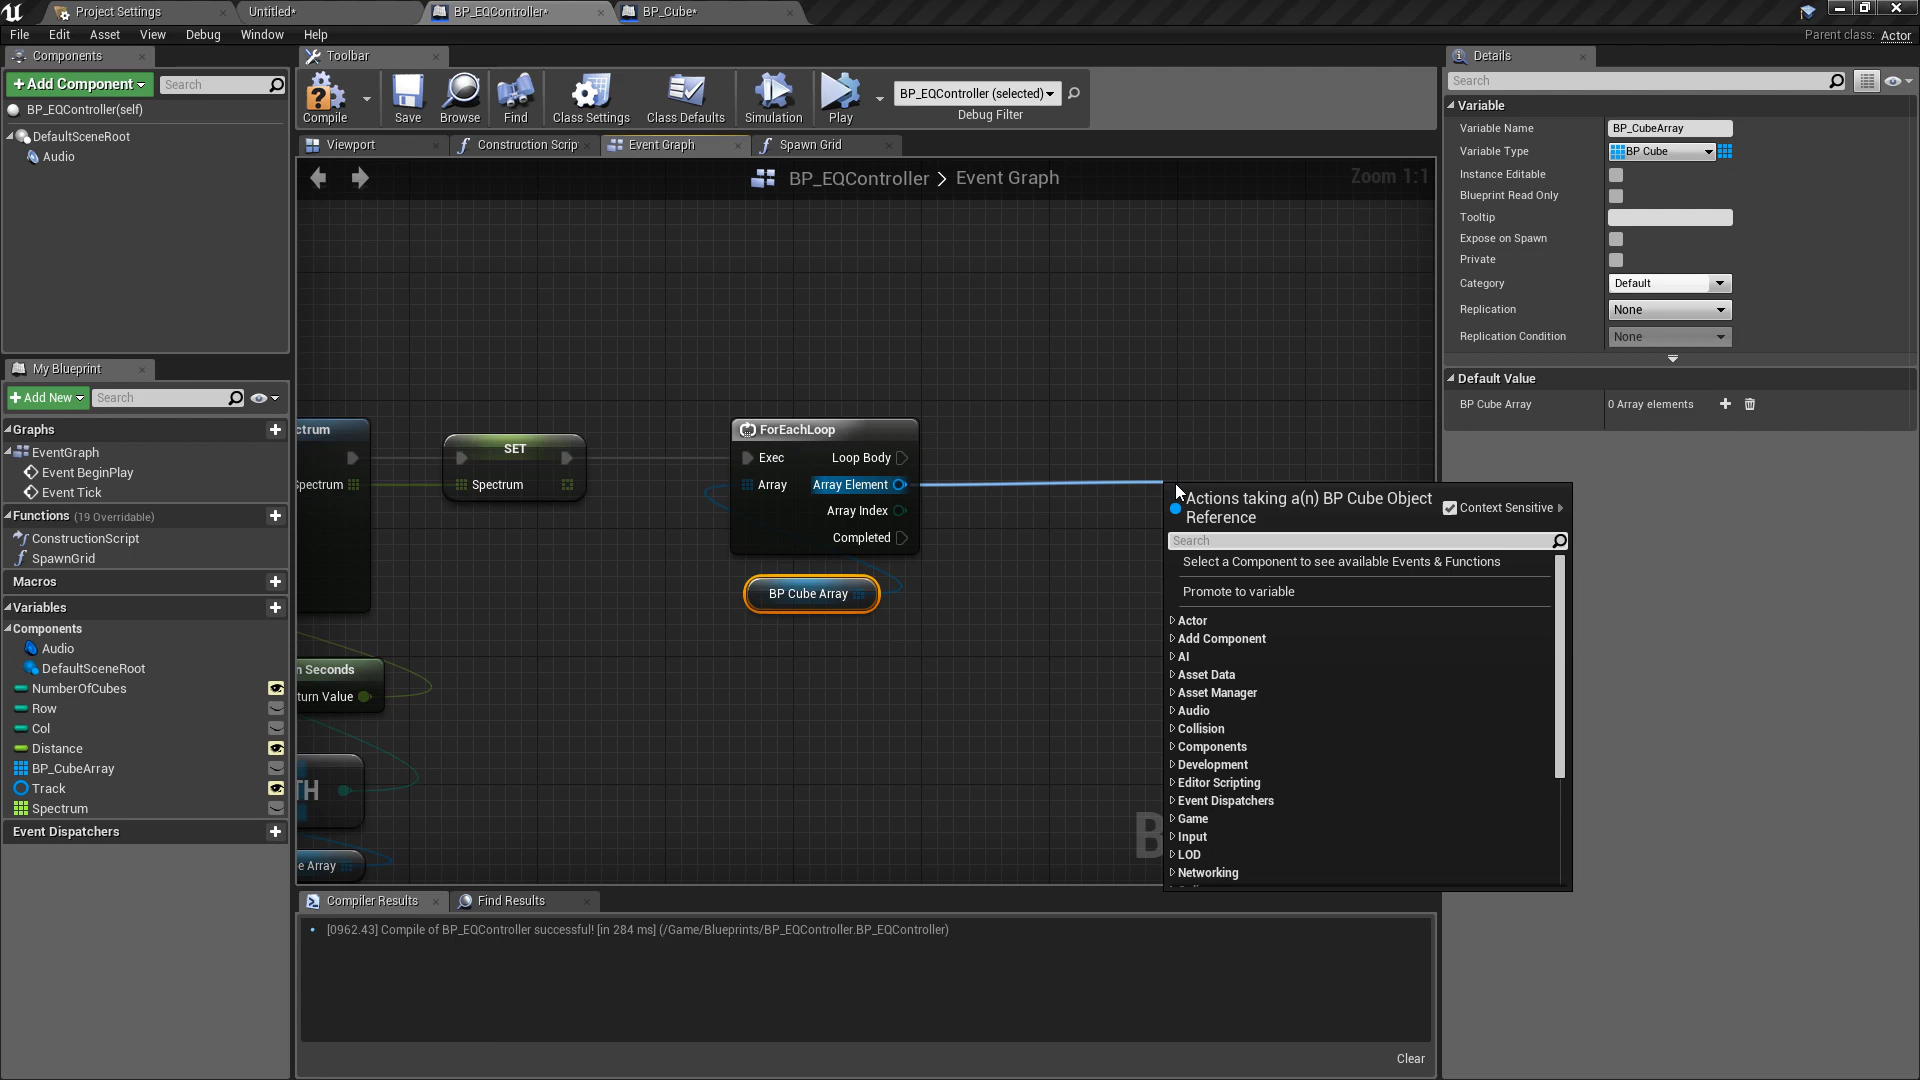 Project Settings
Untitled*
BP_EQController*
BP_Cube*
File Edit Asset View Debug Window Help
Parent class: Actor
Components
+Add Component
Search
BP_EQController(self)
DefaultSceneRoot
Audio
Toolbar
Compile
Save
Browse
Find
Class Settings
Class Defaults
Simulation
Play
BP_EQController (selected)
Debug Filter
Viewport
Construction Scrip
Event Graph
Spawn Grid
BP_EQController > Event Graph
Zoom 1:1
My Blueprint
+Add New
Search
Graphs
EventGraph
Event BeginPlay
Event Tick
Functions (19 Overridable)
ConstructionScript
SpawnGrid
Macros
Variables
Components
Audio
DefaultSceneRoot
NumberOfCubes
Row
Col
Distance
BP_CubeArray
Track
Spectrum
Event Dispatchers
ctrum
Spectrum
SET
Spectrum
ForEachLoop
Exec
Loop Body
Array
Array Element
Array Index
Completed
BP Cube Array
n Seconds
turn Value
TH
e Array
B
Actions taking a(n) BP Cube Object
Reference
Context Sensitive
Search
Select a Component to see available Events & Functions
Promote to variable
Actor
Add Component
AI
Asset Data
Asset Manager
Audio
Collision
Components
Development
Editor Scripting
Event Dispatchers
Game
Input
LOD
Networking
Compiler Results
Find Results
[0962.43] Compile of BP_EQController successful! [in 284 ms] (/Game/Blueprints/BP_EQController.BP_EQController)
Clear
Details
Search
Variable
Variable Name
BP_CubeArray
Variable Type
BP Cube
Instance Editable
Blueprint Read Only
Tooltip
Expose on Spawn
Private
Category
Default
Replication
None
Replication Condition
None
Default Value
BP Cube Array
0 Array elements